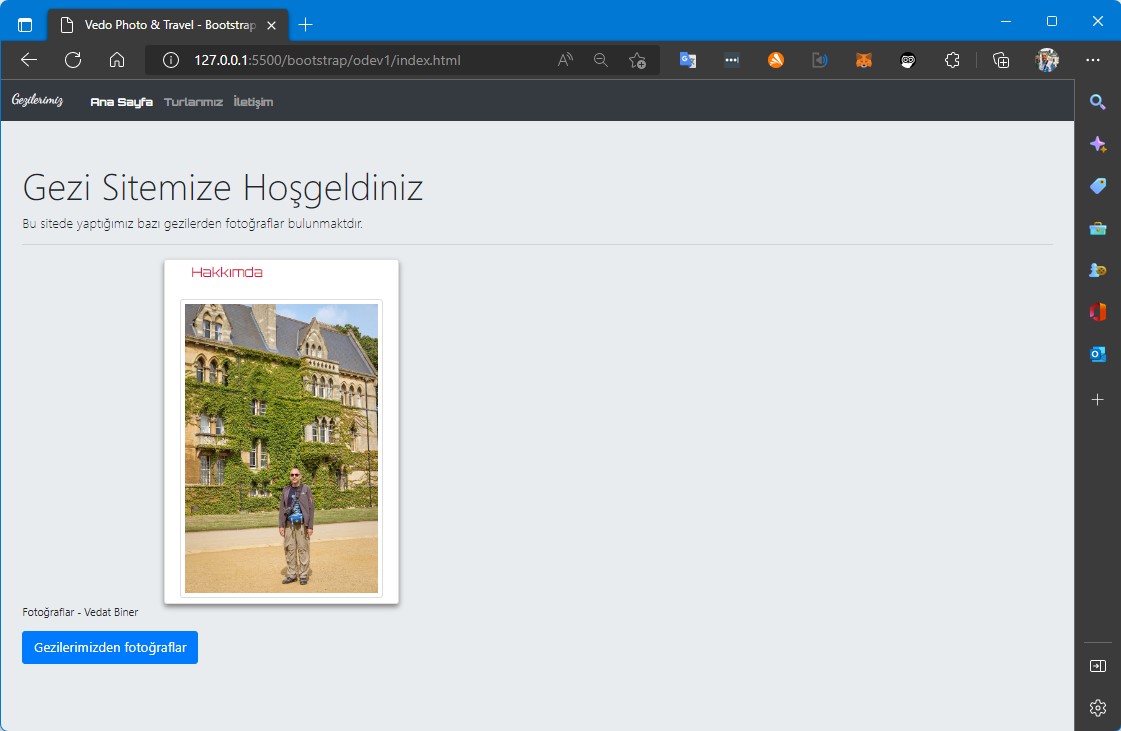 Vedo Photo & Travel - Bootstrap
127.0.0.1:5500/bootstrap/odev1/index.html
Gezilerimiz Ana Sayfa Turlarımız İletişim
Gezi Sitemize Hoşgeldiniz
Bu sitede yaptığımız bazı gezilerden fotoğraflar bulunmaktdır.
Hakkımda
Fotoğraflar - Vedat Biner
Gezilerimizden fotoğraflar